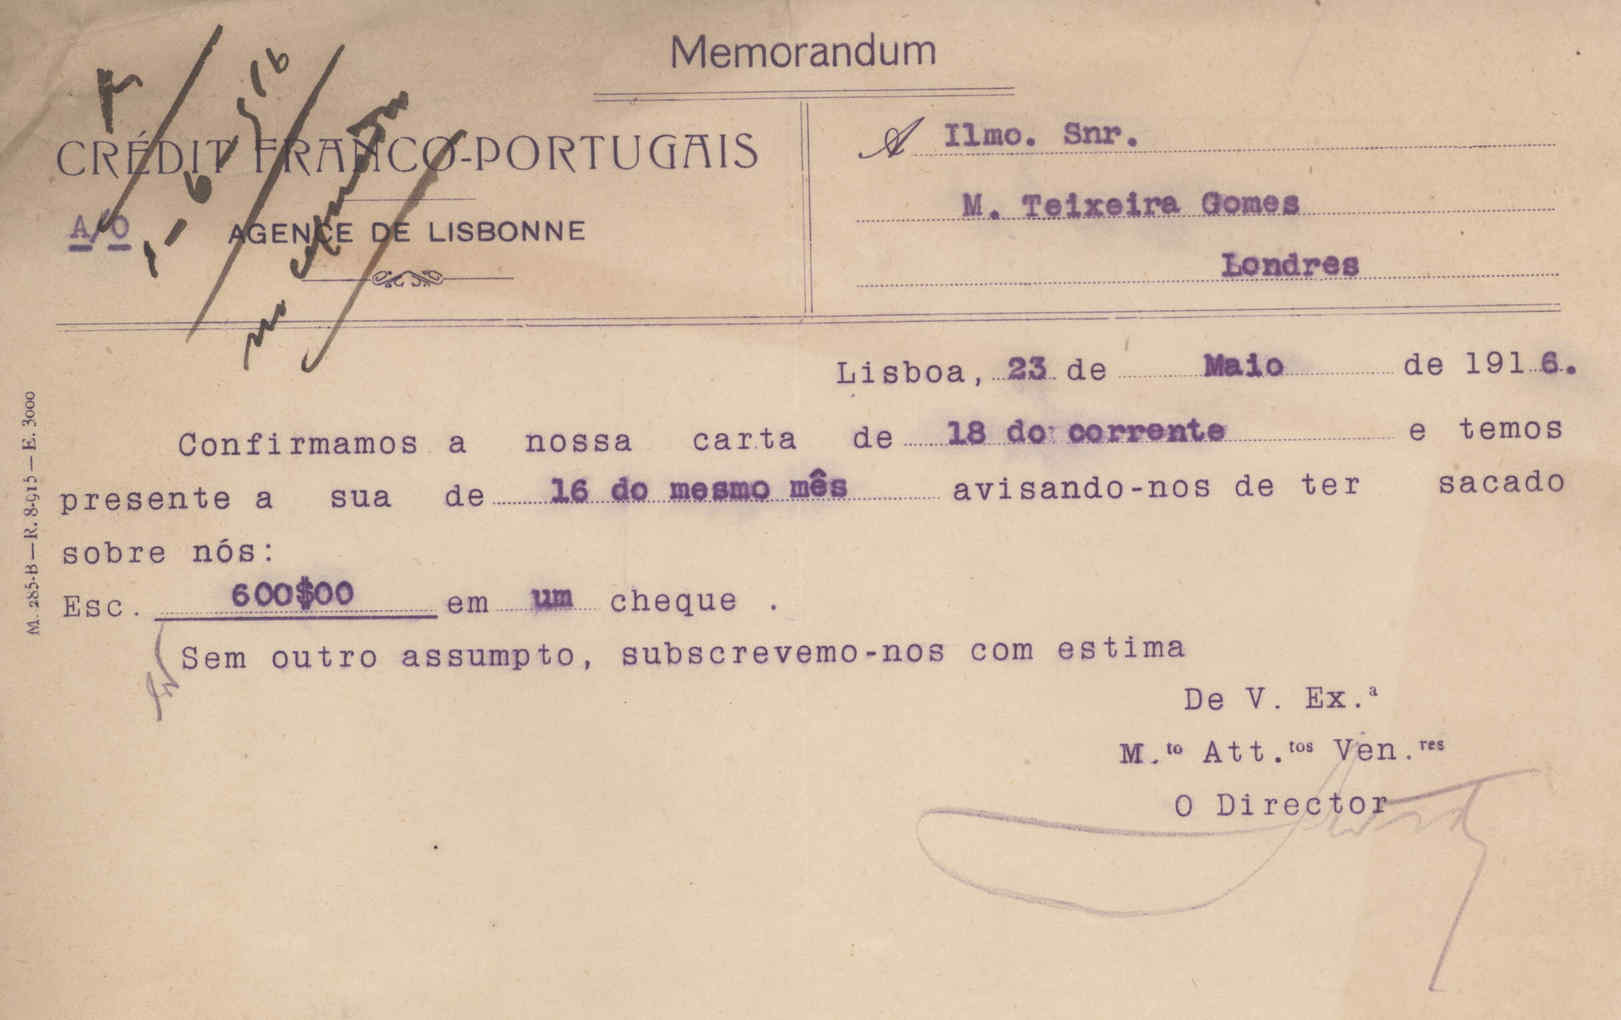 Memorandum
CRÉDIT FRANCO-PORTUGAIS
A/O
AGENCE DE LISBONNE
A Ilmo. Snr.
M. Teixeira Gomes
Londres
Lisboa, 23 de Maio de 1916.
Confirmamos a nossa carta de 18 do corrente e temos
presente a sua de 16 do mesmo mês avisando-nos de ter sacado
sobre nós:
Esc. 600$00 em um cheque .
Sem outro assumpto, subscrevemo-nos com estima
De V. Ex.ª
M.to Att.tos Ven.res
O Director
M. 285-B — R. 8-915 — E. 3000